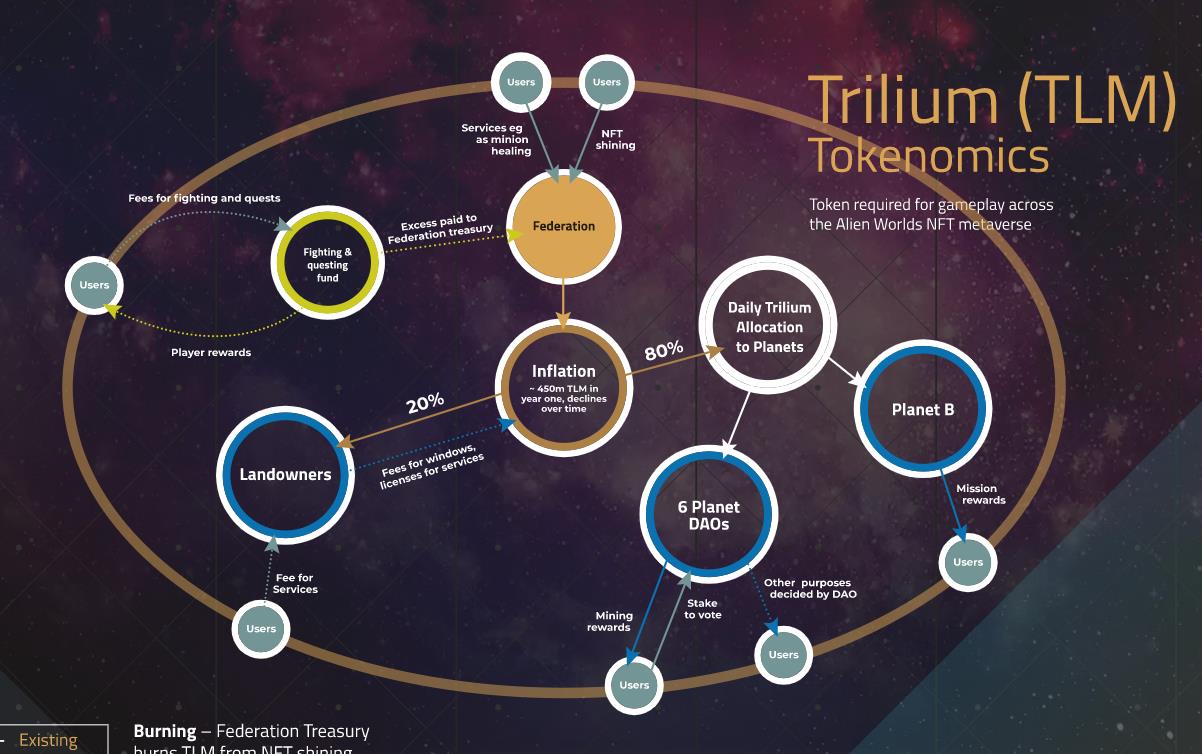 Trilium (TLM)
Tokenomics
Token required for gameplay across
the Alien Worlds NFT metaverse
Users
Users
Services eg
as minion
healing
NFT
shining
Federation
Fees for fighting and quests
Fighting &
questing
fund
Excess paid to
Federation treasury
Users
Player rewards
Inflation
~ 450m TLM in
year one, declines
over time
80%
Daily Trilium
Allocation
to Planets
Planet B
20%
Landowners
Fees for windows,
licenses for services
6 Planet
DAOs
Mission
rewards
Users
Fee for
Services
Users
Mining
rewards
Stake
to vote
Other purposes
decided by DAO
Users
Users
Existing
Burning – Federation Treasury
burns TLM from NFT shining